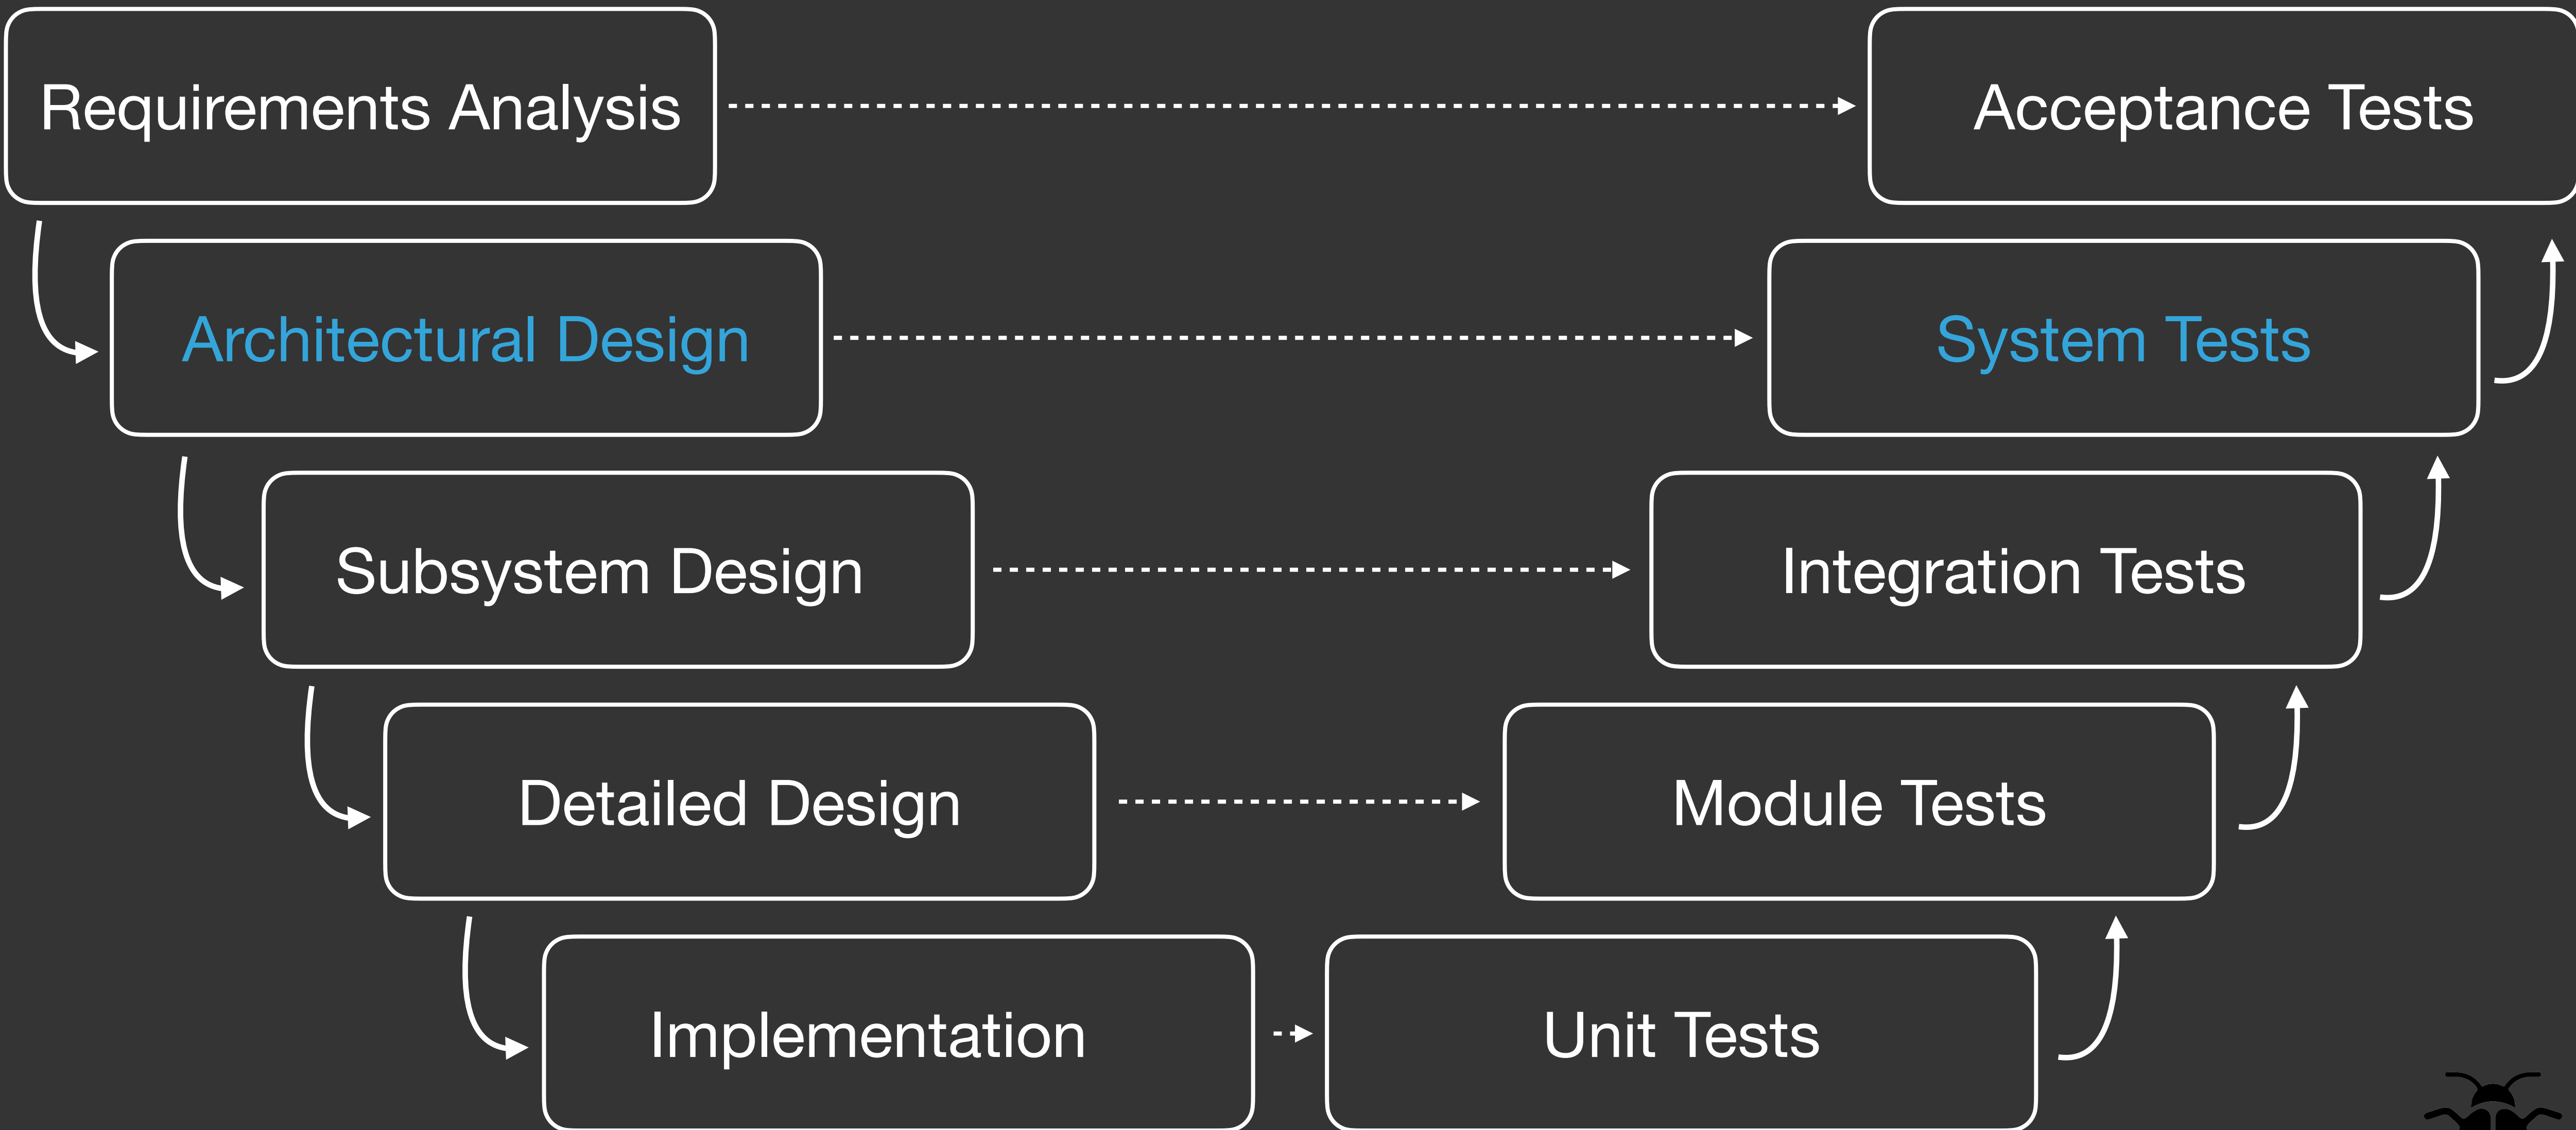 Requirements Analysis
Acceptance Tests
Architectural Design
System Tests
Subsystem Design
Integration Tests
Detailed Design
Module Tests
Implementation
Unit Tests